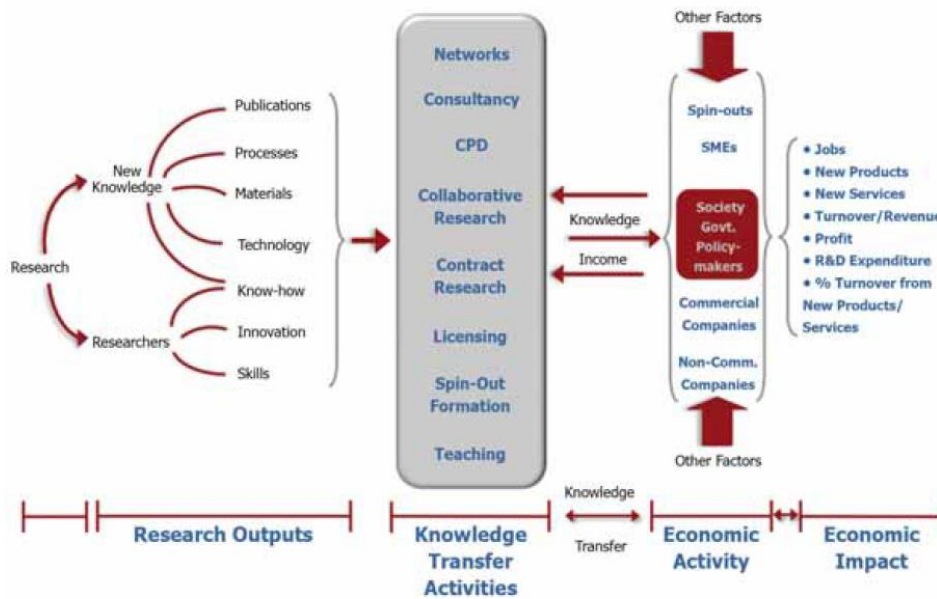 Research
New
Knowledge
Researchers
Publications
Processes
Materials
Technology
Know-how
Innovation
Skills
Networks
Consultancy
CPD
Collaborative
Research
Contract
Research
Licensing
Spin-Out
Formation
Teaching
Knowledge
Income
Other Factors
Spin-outs
SMEs
Society
Govt.
Policy-
makers
Commercial
Companies
Non-Comm.
Companies
Other Factors
• Jobs
• New Products
• New Services
• Turnover/Revenue
• Profit
• R&D Expenditure
• % Turnover from
New Products/
Services
Research Outputs
Knowledge
Transfer
Activities
Knowledge
Transfer
Economic
Activity
Economic
Impact